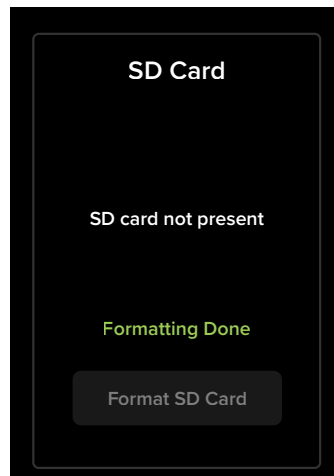 SD Card
SD card not present
Formatting Done
Format SD Card